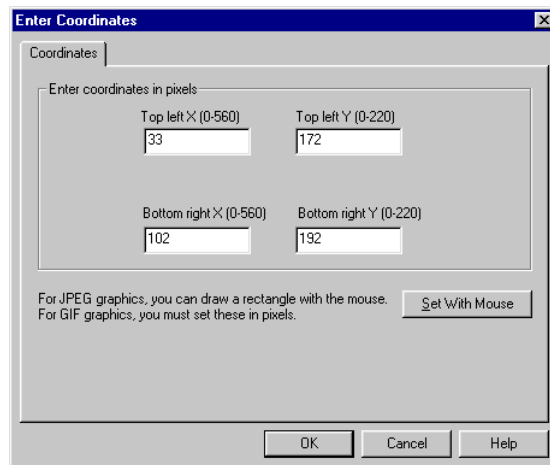 Enter Coordinates
Coordinates
Enter coordinates in pixels
Top left X (0-560) Top left Y (0-220)
33 172
Bottom right X (0-560) Bottom right Y (0-220)
102 192
For JPEG graphics, you can draw a rectangle with the mouse.
For GIF graphics, you must set these in pixels.
Set With Mouse
OK Cancel Help